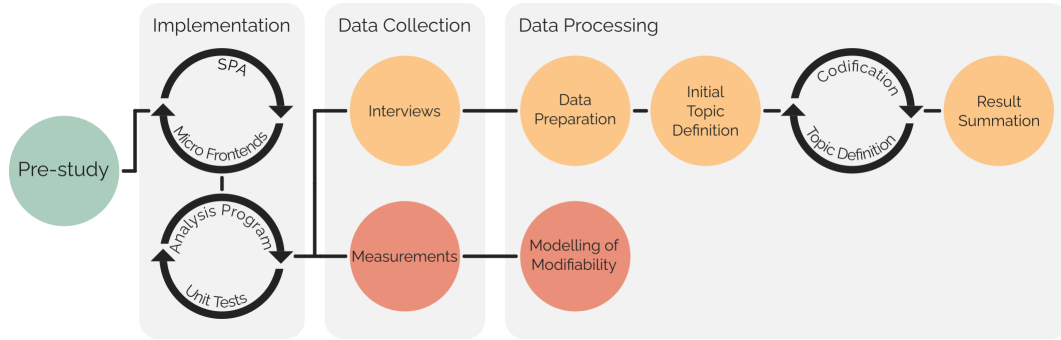 Implementation
Data Collection
Data Processing
Pre-study
SPA
Micro Frontends
Analysis Program
Unit Tests
Interviews
Measurements
Data
Preparation
Initial
Topic
Definition
Codification
Topic Definition
Result
Summation
Modelling of
Modifiability